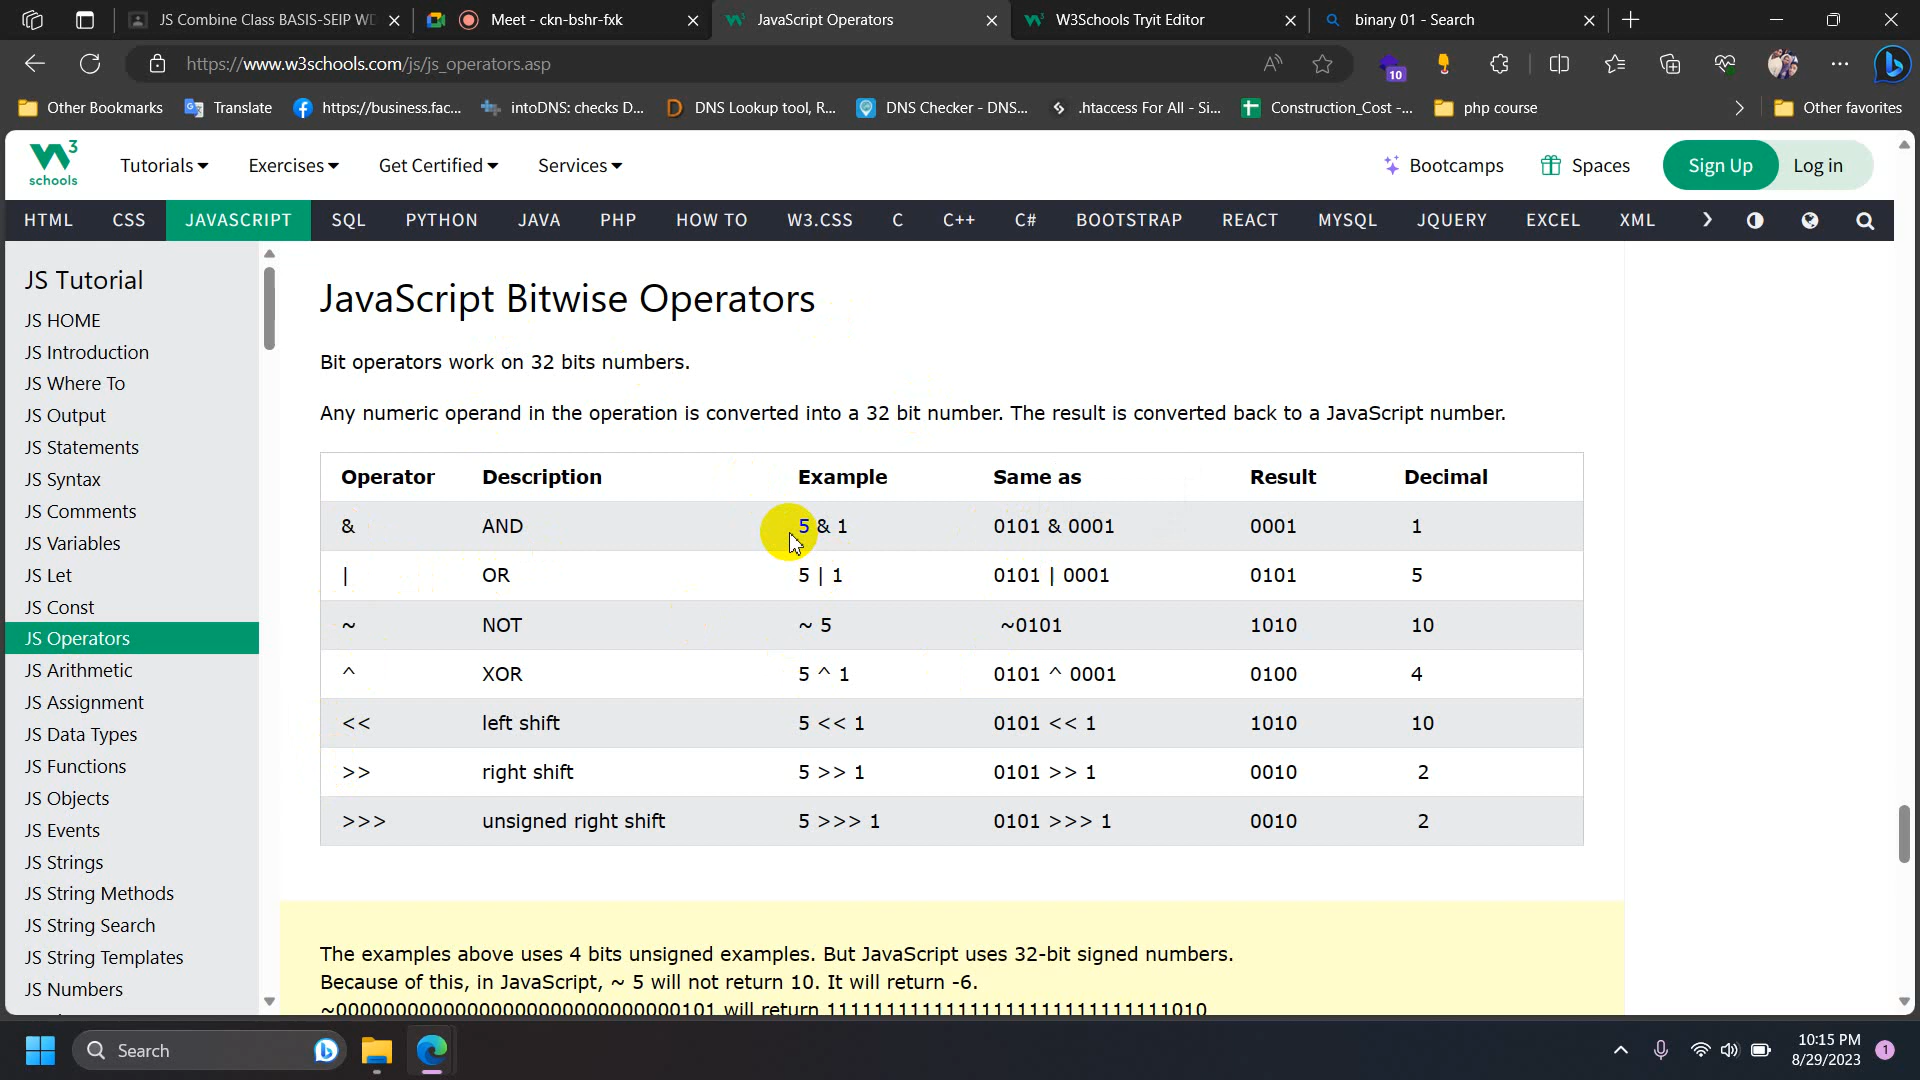 JS Combine Class BASIS-SEIP WD
Meet - ckn-bshr-fxk
JavaScript Operators
W3Schools Tryit Editor
binary 01 - Search
https://www.w3schools.com/js/js_operators.asp
10
Other Bookmarks
Translate
https://business.fac...
intoDNS: checks D...
DNS Lookup tool, R...
DNS Checker - DNS...
.htaccess For All - Si...
Construction_Cost -...
php course
Other favorites
W3
schools
Tutorials
Exercises
Get Certified
Services
Bootcamps
Spaces
Sign Up
Log in
HTML CSS JAVASCRIPT SQL PYTHON JAVA PHP HOW TO W3.CSS C C++ C# BOOTSTRAP REACT MYSQL JQUERY EXCEL XML
JS Tutorial
JS HOME
JS Introduction
JS Where To
JS Output
JS Statements
JS Syntax
JS Comments
JS Variables
JS Let
JS Const
JS Operators
JS Arithmetic
JS Assignment
JS Data Types
JS Functions
JS Objects
JS Events
JS Strings
JS String Methods
JS String Search
JS String Templates
JS Numbers
JavaScript Bitwise Operators
Bit operators work on 32 bits numbers.
Any numeric operand in the operation is converted into a 32 bit number. The result is converted back to a JavaScript number.
Operator Description Example Same as Result Decimal
& AND 5 & 1 0101 & 0001 0001 1
| OR 5 | 1 0101 | 0001 0101 5
~ NOT ~ 5 ~0101 1010 10
^ XOR 5 ^ 1 0101 ^ 0001 0100 4
<< left shift 5 << 1 0101 << 1 1010 10
>> right shift 5 >> 1 0101 >> 1 0010 2
>>> unsigned right shift 5 >>> 1 0101 >>> 1 0010 2
The examples above uses 4 bits unsigned examples. But JavaScript uses 32-bit signed numbers.
Because of this, in JavaScript, ~ 5 will not return 10. It will return -6.
~00000000000000000000000000000101 will return 11111111111111111111111111111010
Search
10:15 PM
8/29/2023
1